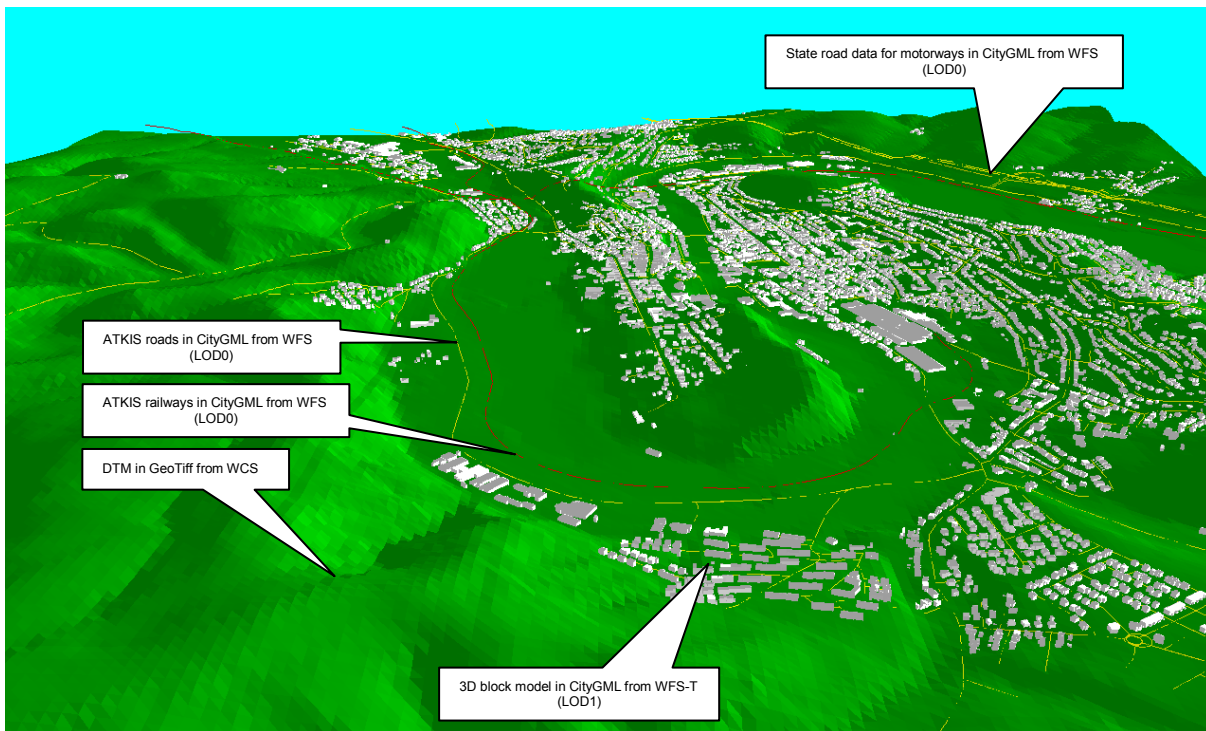 State road data for motorways in CityGML from WFS
(LOD0)
ATKIS roads in CityGML from WFS
(LOD0)
ATKIS railways in CityGML from WFS
(LOD0)
DTM in GeoTiff from WCS
3D block model in CityGML from WFS-T
(LOD1)